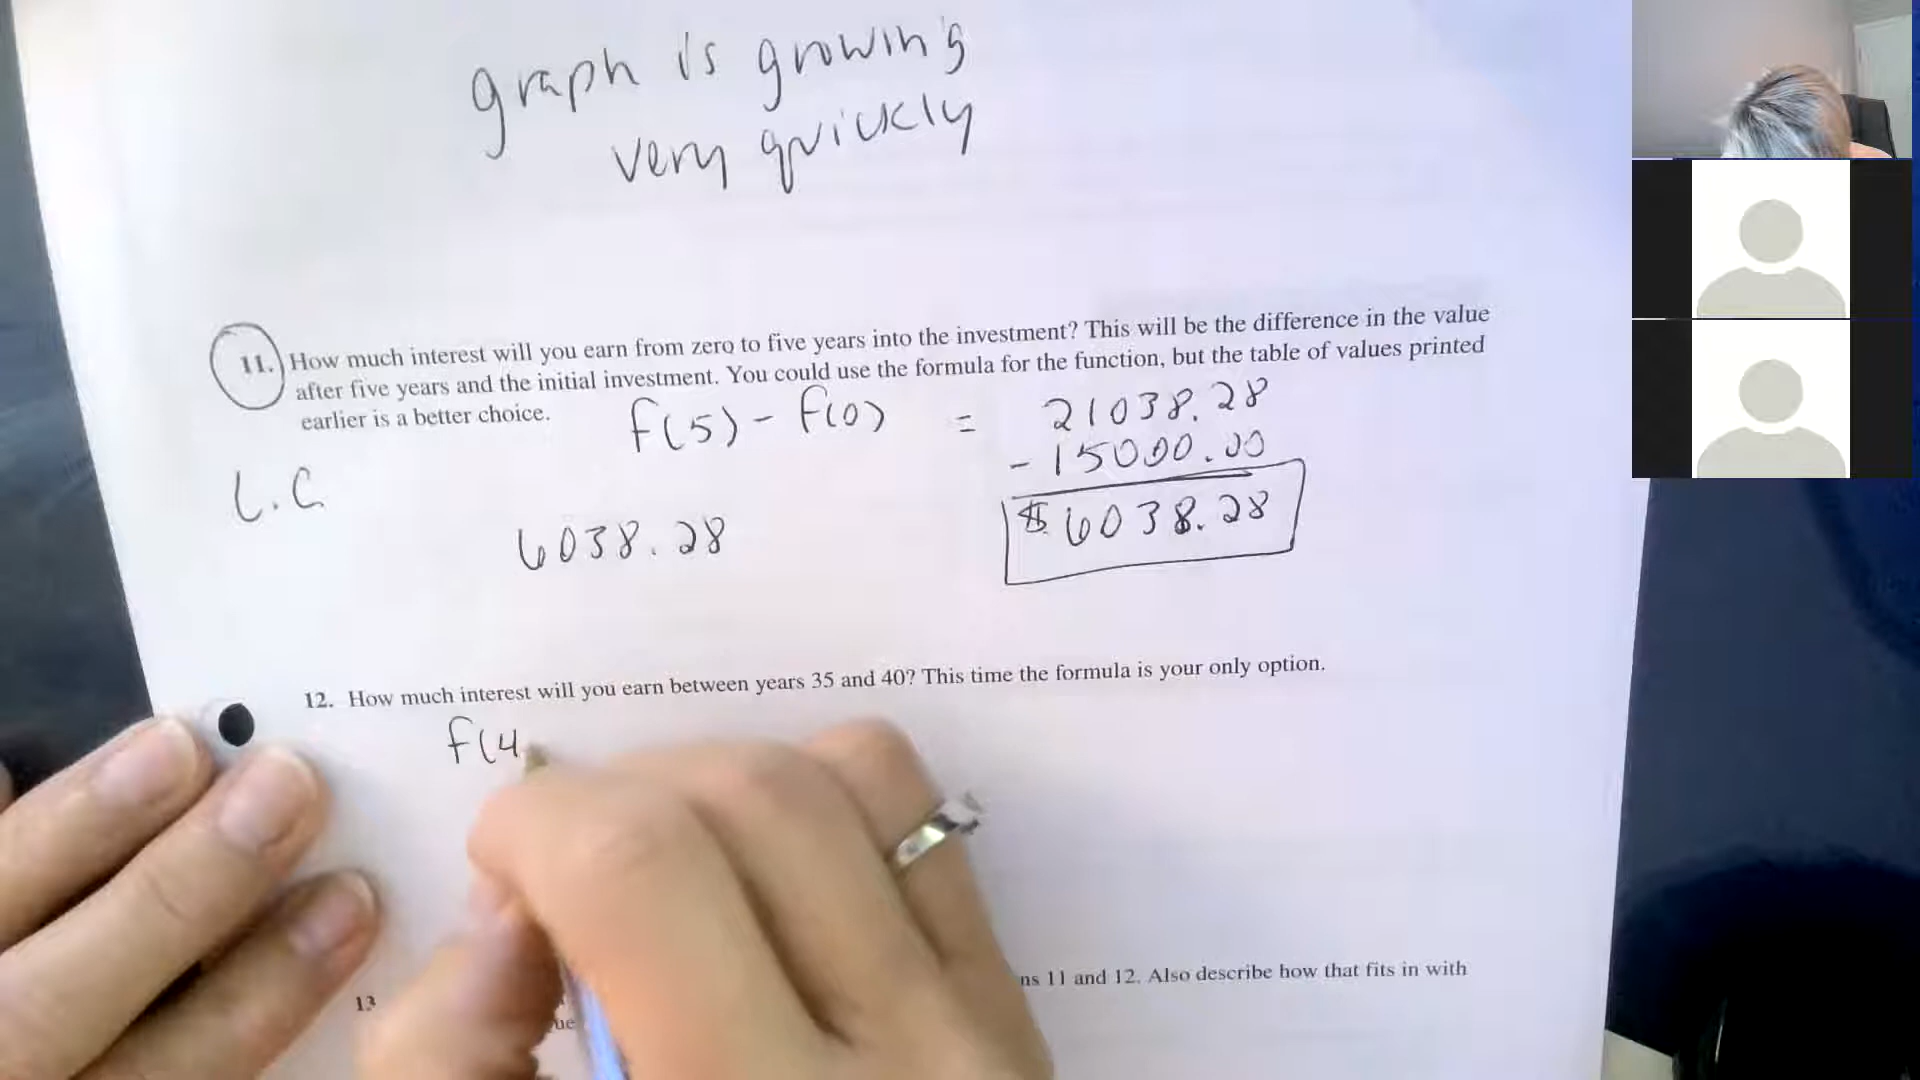 graph is growing
very quickly
11. How much interest will you earn from zero to five years into the investment? This will be the difference in the value
after five years and the initial investment. You could use the formula for the function, but the table of values printed
earlier is a better choice.
f(5) - f(0) = 21038.28
- 15000.00
6038.28
$6038.28
12. How much interest will you earn between years 35 and 40? This time the formula is your only option.
f(4
13
ns 11 and 12. Also describe how that fits in with
ue